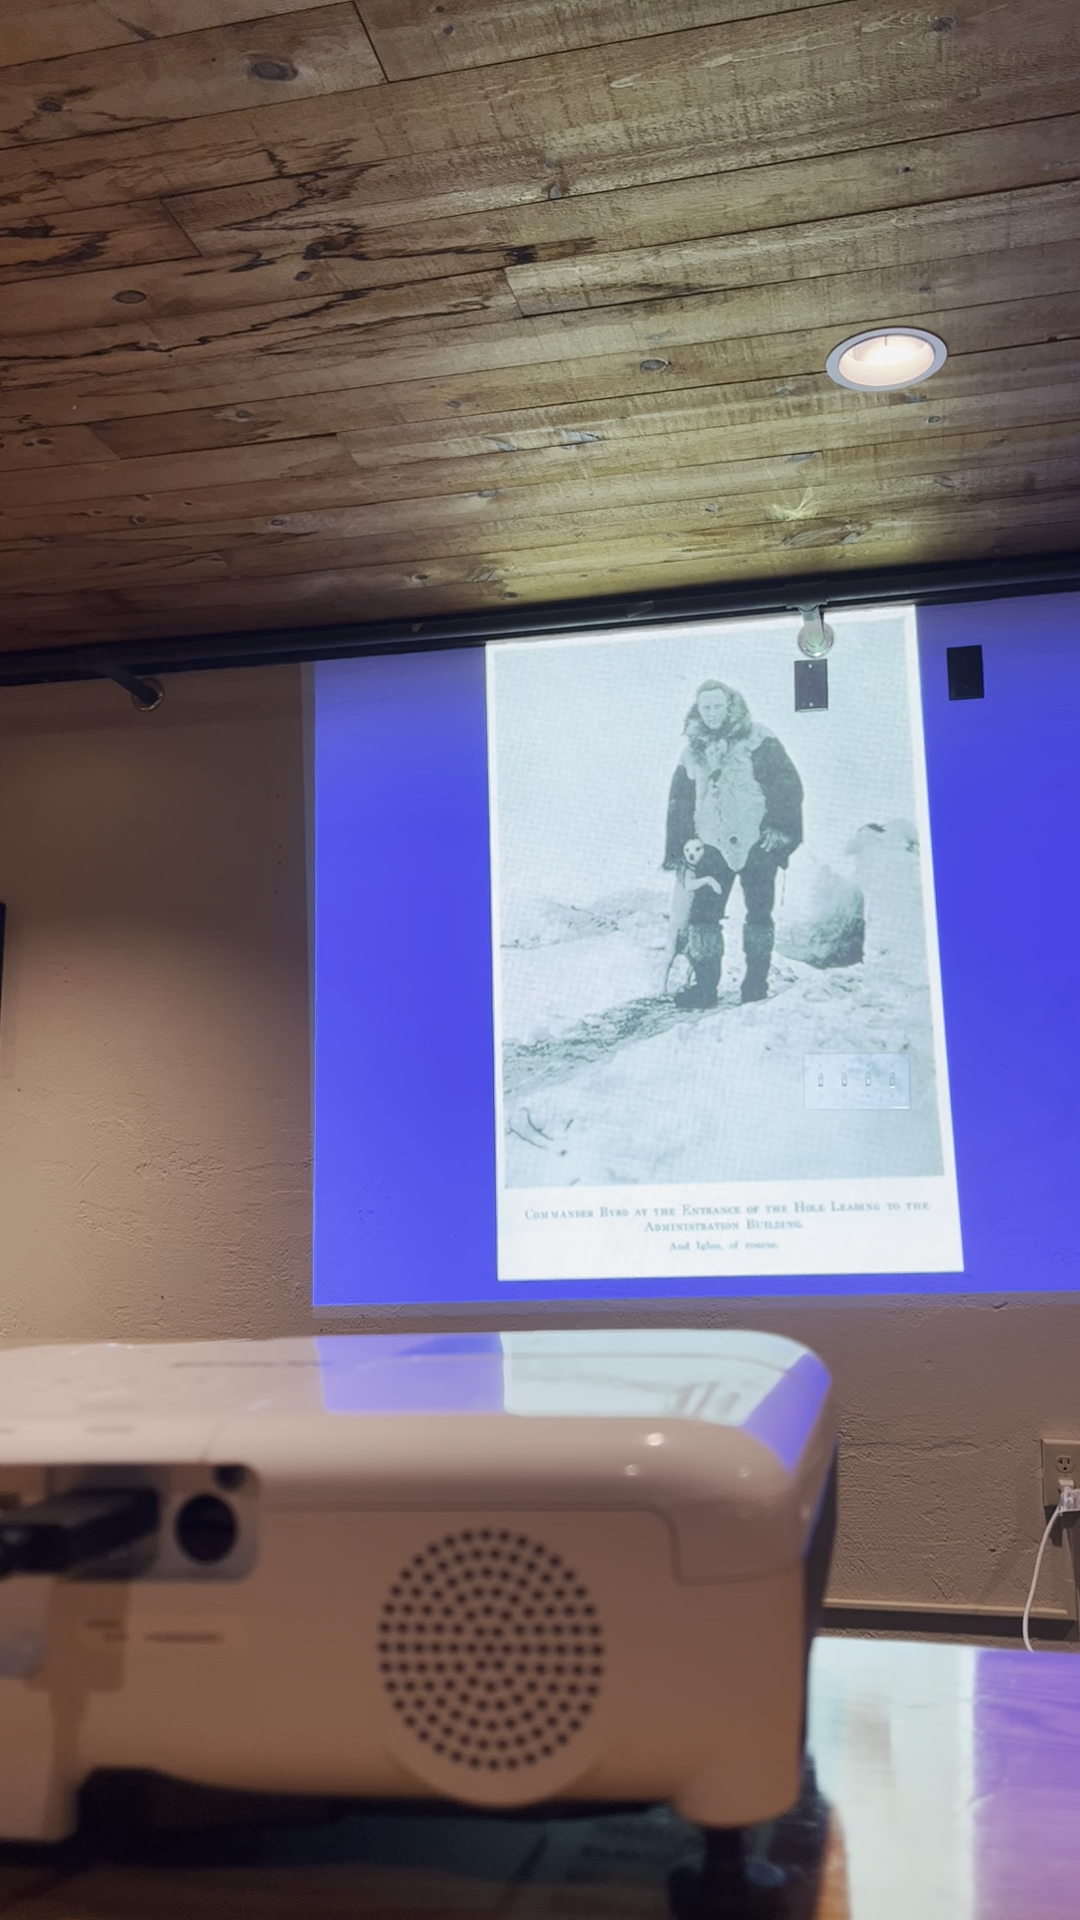 Commander Byrd at the Entrance of the Hole Leading to the
Administration Building.
And Igloo, of course.